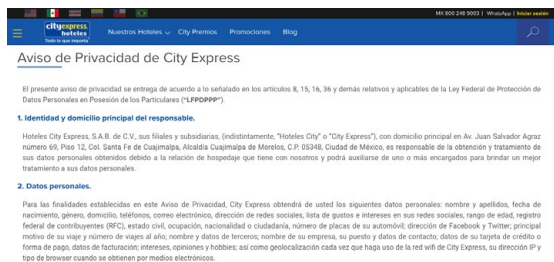 MX 800 248 9003 | WhatsApp | Iniciar sesión
cityexpress
hoteles
Todo lo que importa
Nuestros Hoteles City Premios Promociones Blog
Aviso de Privacidad de City Express
El presente aviso de privacidad se entrega de acuerdo a lo señalado en los artículos 8, 15, 16, 36 y demás relativos y aplicables de la Ley Federal de Protección de
Datos Personales en Posesión de los Particulares ("LFPDPPP").
1. Identidad y domicilio principal del responsable.
Hoteles City Express, S.A.B. de C.V., sus filiales y subsidiarias, (indistintamente, "Hoteles City" o "City Express"), con domicilio principal en Av. Juan Salvador Agraz
número 69, Piso 12, Col. Santa Fe de Cuajimalpa, Alcaldía Cuajimalpa de Morelos, C.P. 05348, Ciudad de México, es responsable de la obtención y tratamiento de
sus datos personales obtenidos debido a la relación de hospedaje que tiene con nosotros y podrá auxiliarse de uno o más encargados para brindar un mejor
tratamiento a sus datos personales.
2. Datos personales.
Para las finalidades establecidas en este Aviso de Privacidad, City Express obtendrá de usted los siguientes datos personales: nombre y apellidos, fecha de
nacimiento, género, domicilio, teléfonos, correo electrónico, dirección de redes sociales, lista de gustos e intereses en sus redes sociales, rango de edad, registro
federal de contribuyentes (RFC), estado civil, ocupación, nacionalidad o ciudadanía, número de placas de su automóvil; dirección de Facebook y Twitter; principal
motivo de su viaje y número de viajes al año; nombre y datos de terceros; nombre de su empresa, su puesto y datos de contacto; datos de su tarjeta de crédito o
forma de pago, datos de facturación; intereses, opiniones y hobbies; así como geolocalización cada vez que haga uso de la red wifi de City Express, su dirección IP y
tipo de browser cuando se obtienen por medios electrónicos.